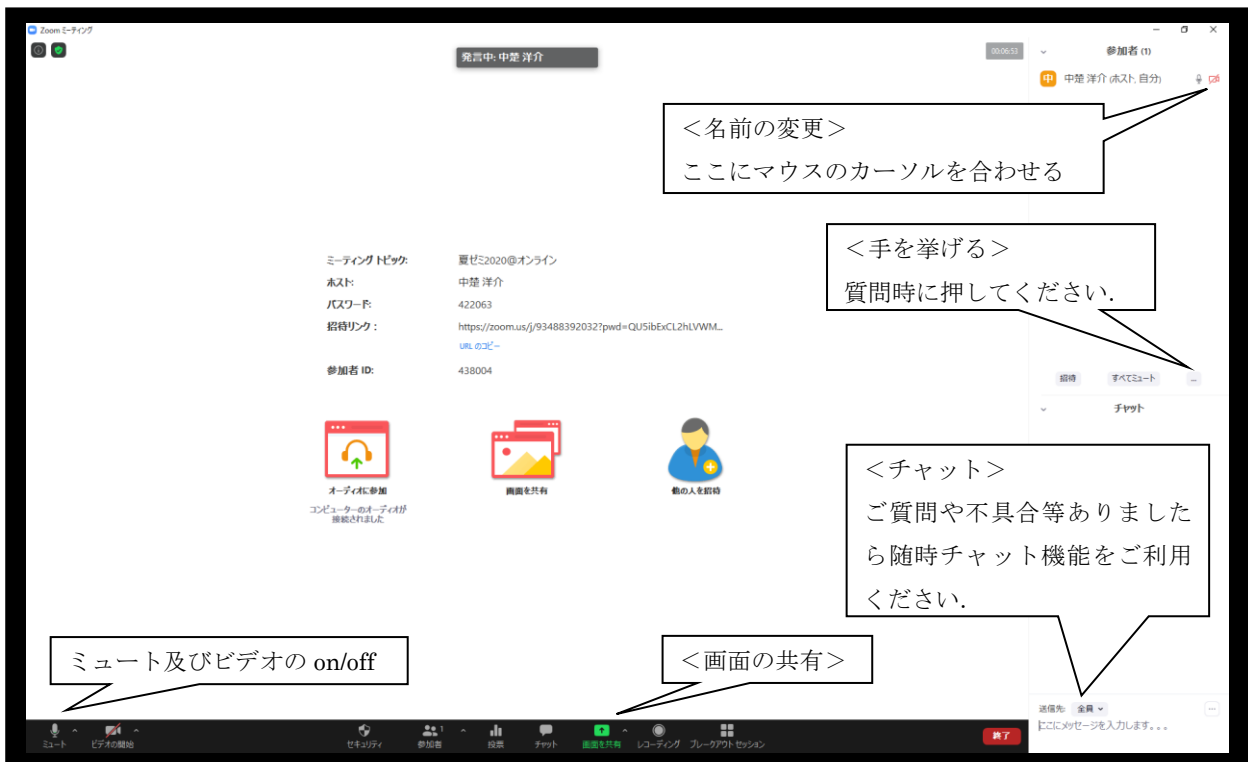 Zoom ミーティング
発言中: 中楚 洋介
00:06:53
参加者 (1)
中 中楚 洋介 (ホスト, 自分)
＜名前の変更＞
ここにマウスのカーソルを合わせる
＜手を挙げる＞
質問時に押してください.
ミーティング トピック: 夏ゼミ2020@オンライン
ホスト: 中楚 洋介
パスワード: 422063
招待リンク： https://zoom.us/j/93488392032?pwd=QU5ibExCL2hLVWM...
URL のコピー
参加者 ID: 438004
招待 すべてミュート ...
チャット
オーディオに参加 画面を共有 他の人を招待
コンピューターのオーディオが
接続されました
＜チャット＞
ご質問や不具合等ありました
ら随時チャット機能をご利用
ください.
ミュート及びビデオの on/off
＜画面の共有＞
送信先: 全員
ここにメッセージを入力します。。。
ミュート ビデオの開始 セキュリティ 参加者 1 投票 チャット 画面を共有 レコーディング ブレークアウト セッション 終了